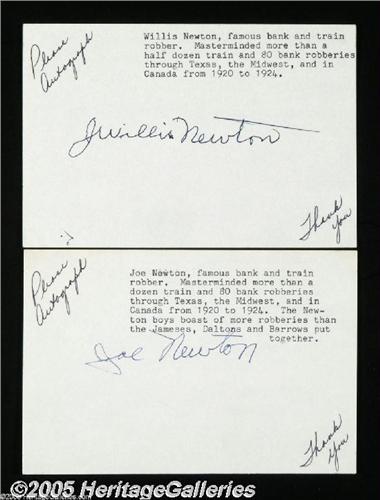 Please
Autograph
Willis Newton, famous bank and train
robber. Masterminded more than a
half dozen train and 80 bank robberies
through Texas, the Midwest, and in
Canada from 1920 to 1924.
J Willis Newton
Thank
you
Please
Autograph
Joe Newton, famous bank and train
robber. Masterminded more than a
dozen train and 80 bank robberies
through Texas, the Midwest, and in
Canada from 1920 to 1924. The New-
ton boys boast of more robberies than
the Jameses, Daltons and Barrows put
together.
Joe Newton
Thank
you
©2005 HeritageGalleries